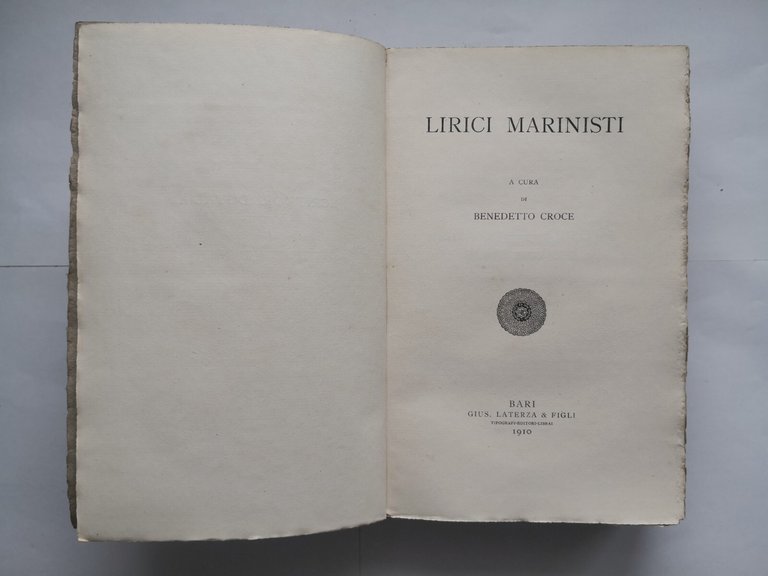 LIRICI MARINISTI
A CURA
DI
BENEDETTO CROCE
BARI
GIUS. LATERZA & FIGLI
TIPOGRAFI-EDITORI-LIBRAI
1910